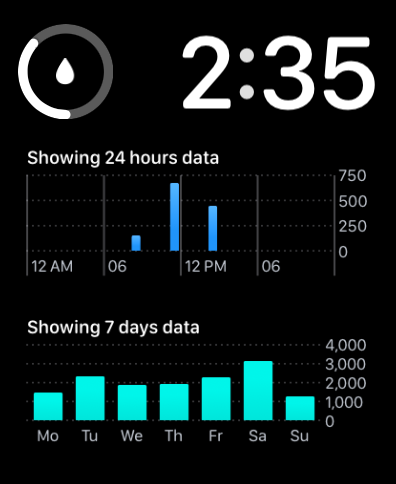 2:35
Showing 24 hours data
750
500
250
0
12 AM 06 12 PM 06
Showing 7 days data
4,000
3,000
2,000
1,000
0
Mo Tu We Th Fr Sa Su